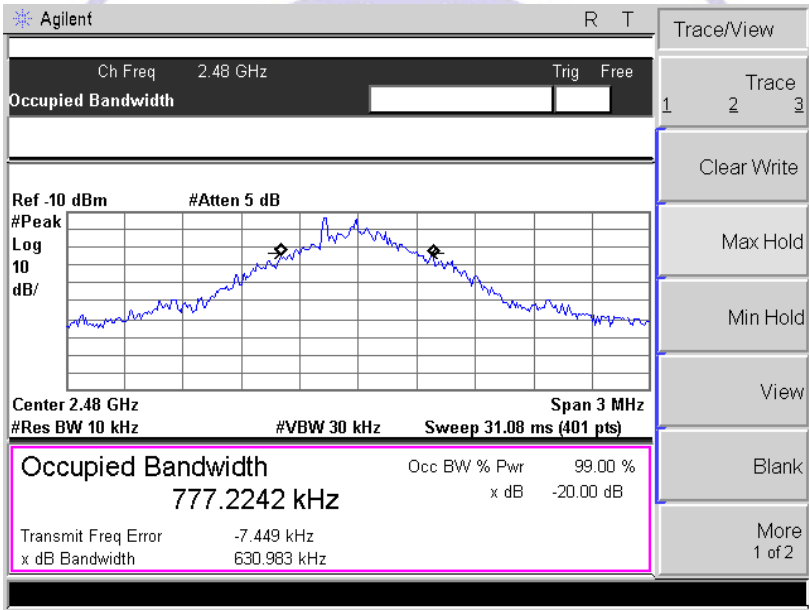 Agilent R T
Ch Freq 2.48 GHz Trig Free
Occupied Bandwidth
Ref -10 dBm #Atten 5 dB
#Peak
Log
10
dB/
Center 2.48 GHz Span 3 MHz
#Res BW 10 kHz #VBW 30 kHz Sweep 31.08 ms (401 pts)
Occupied Bandwidth Occ BW % Pwr 99.00 %
777.2242 kHz x dB -20.00 dB
Transmit Freq Error -7.449 kHz
x dB Bandwidth 630.983 kHz
Trace/View
Trace
1 2 3
Clear Write
Max Hold
Min Hold
View
Blank
More
1 of 2